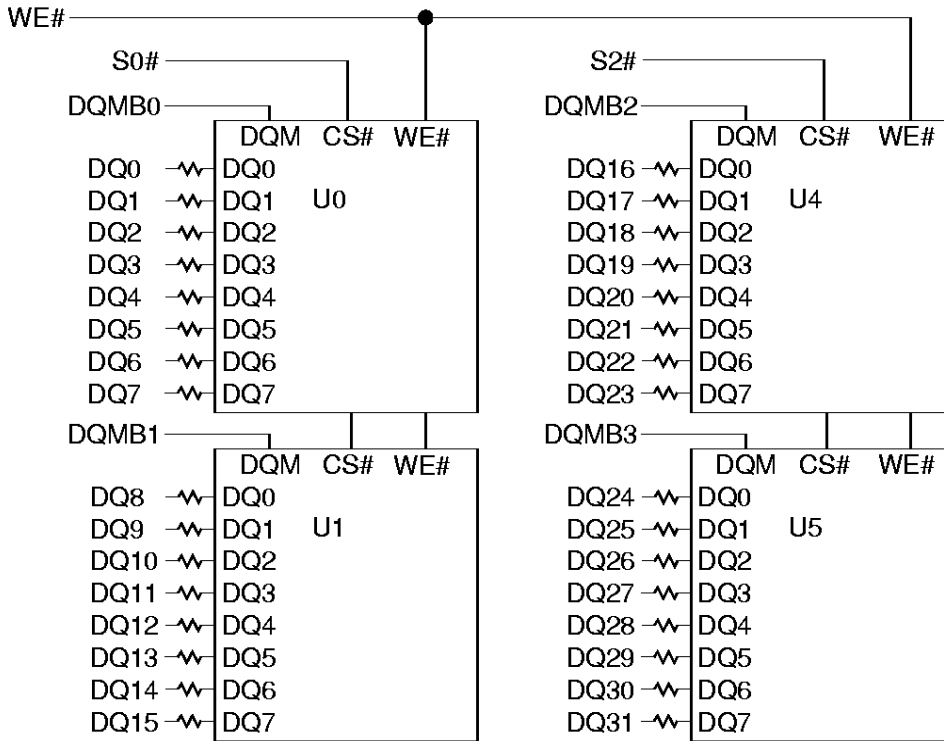 WE#
S0# S2#
DQMB0 DQMB2
DQM CS# WE# DQM CS# WE#
DQ0 DQ0 DQ16 DQ0
DQ1 DQ1 U0 DQ17 DQ1 U4
DQ2 DQ2 DQ18 DQ2
DQ3 DQ3 DQ19 DQ3
DQ4 DQ4 DQ20 DQ4
DQ5 DQ5 DQ21 DQ5
DQ6 DQ6 DQ22 DQ6
DQ7 DQ7 DQ23 DQ7
DQMB1 DQMB3
DQM CS# WE# DQM CS# WE#
DQ8 DQ0 DQ24 DQ0
DQ9 DQ1 U1 DQ25 DQ1 U5
DQ10 DQ2 DQ26 DQ2
DQ11 DQ3 DQ27 DQ3
DQ12 DQ4 DQ28 DQ4
DQ13 DQ5 DQ29 DQ5
DQ14 DQ6 DQ30 DQ6
DQ15 DQ7 DQ31 DQ7